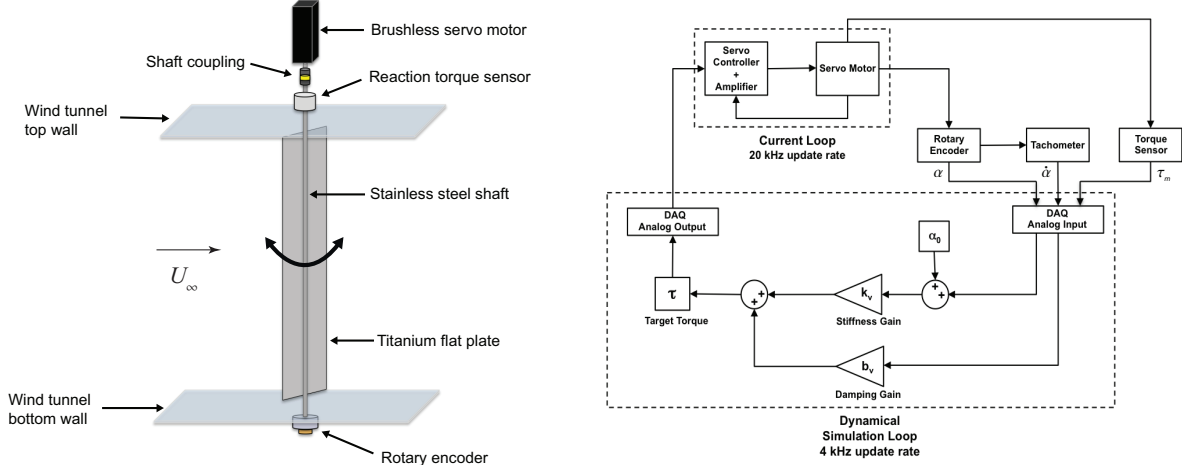 Brushless servo motor
Shaft coupling
Reaction torque sensor
Wind tunnel
top wall
Stainless steel shaft
U∞
Titanium flat plate
Wind tunnel
bottom wall
Rotary encoder
Servo
Controller
+
Amplifier
Servo Motor
Current Loop
20 kHz update rate
Rotary
Encoder
Tachometer
Torque
Sensor
α
α̇
τm
DAQ
Analog Output
DAQ
Analog Input
α0
τ
+
+
kv
+
+
Target Torque
Stiffness Gain
bv
Damping Gain
Dynamical
Simulation Loop
4 kHz update rate